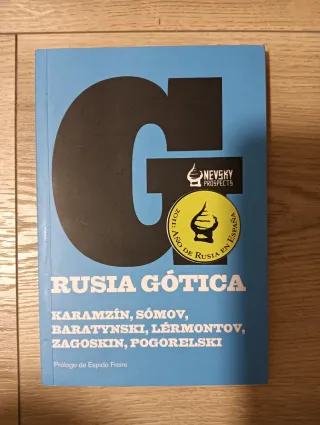 G
NEVSKY
PROSPECTS
2011: AÑO DE RUSIA EN ESPAÑA
RUSIA GÓTICA
KARAMZÍN, SÓMOV,
BARATYNSKI, LÉRMONTOV,
ZAGOSKIN, POGORELSKI
Prólogo de Espido Freire